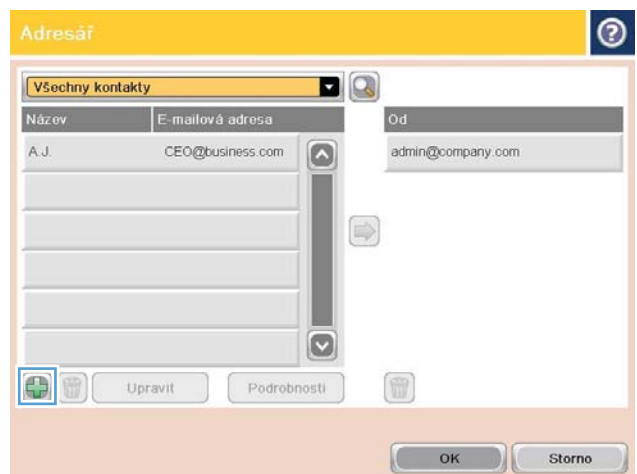 Adresář
Všechny kontakty
Název E-mailová adresa Od
A.J. CEO@business.com admin@company.com
Upravit Podrobnosti
OK Storno